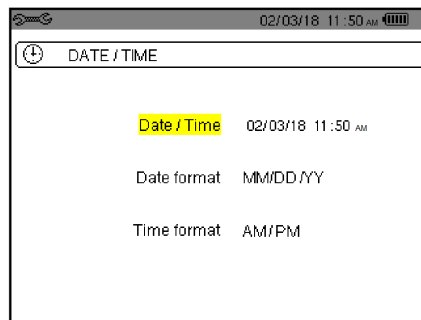 02/03/18 11:50 AM
DATE / TIME
Date / Time 02/03/18 11:50 AM
Date format MM/DD/YY
Time format AM/PM